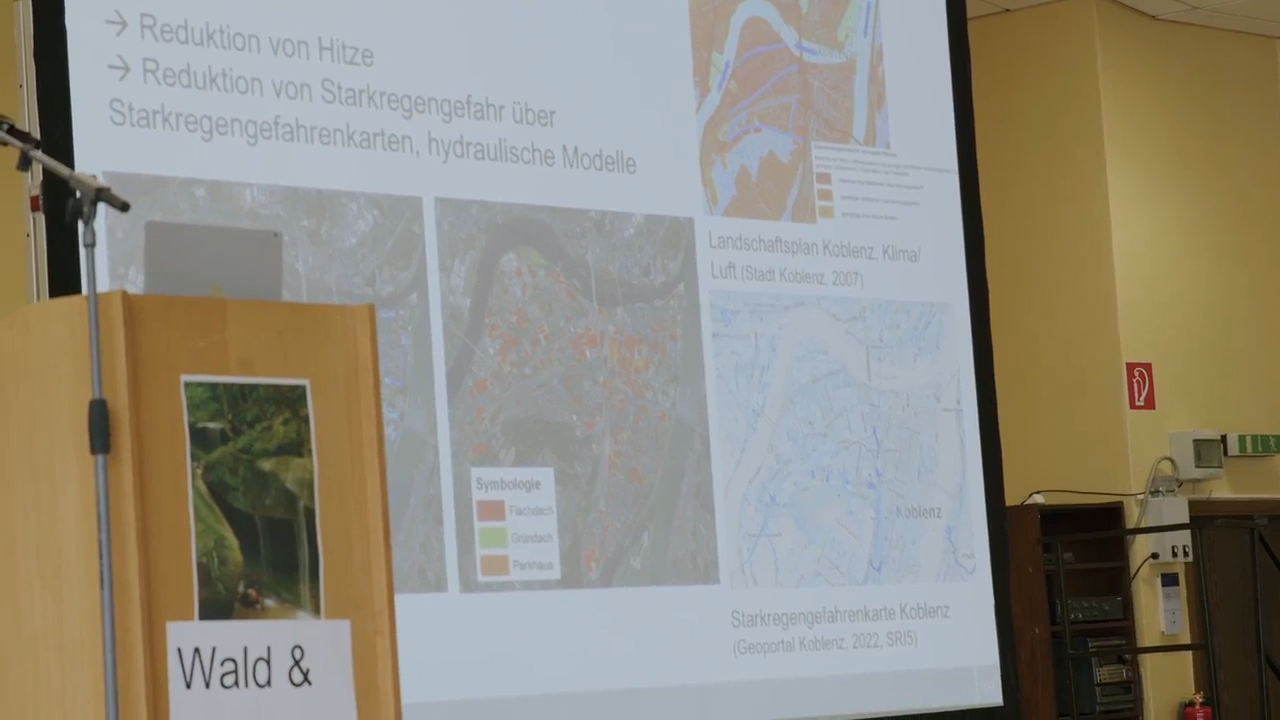 → Reduktion von Hitze
→ Reduktion von Starkregengefahr über
Starkregengefahrenkarten, hydraulische Modelle
Landschaftsplan Koblenz, Klima/
Luft (Stadt Koblenz, 2007)
Symbologie
Flachdach
Gründach
Parkhaus
Koblenz
Starkregengefahrenkarte Koblenz
(Geoportal Koblenz, 2022, SRI5)
Wald &